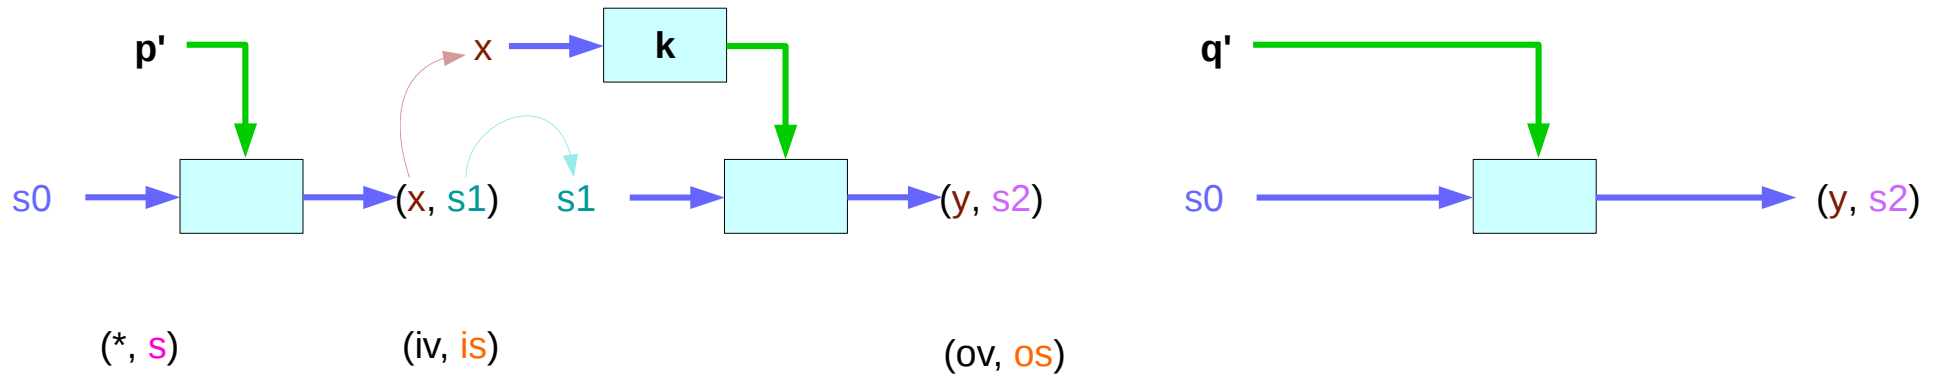 p' x k q'
s0 (x, s1) s1 (y, s2) s0 (y, s2)
(*, s) (iv, is) (ov, os)